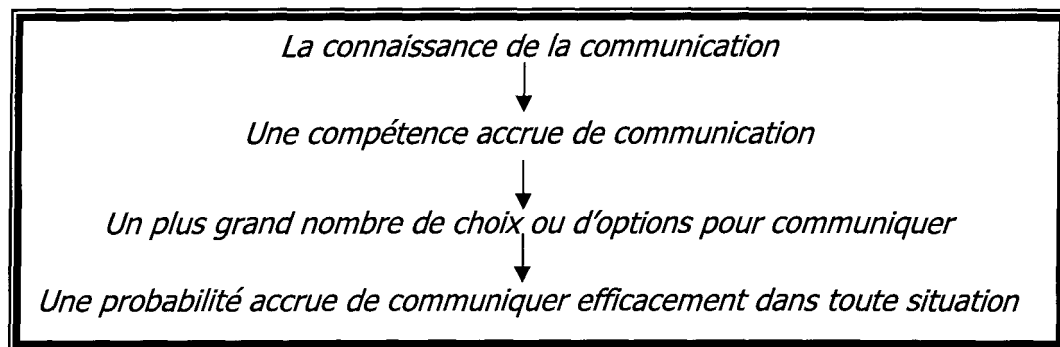 La connaissance de la communication
Une compétence accrue de communication
Un plus grand nombre de choix ou d'options pour communiquer
Une probabilité accrue de communiquer efficacement dans toute situation